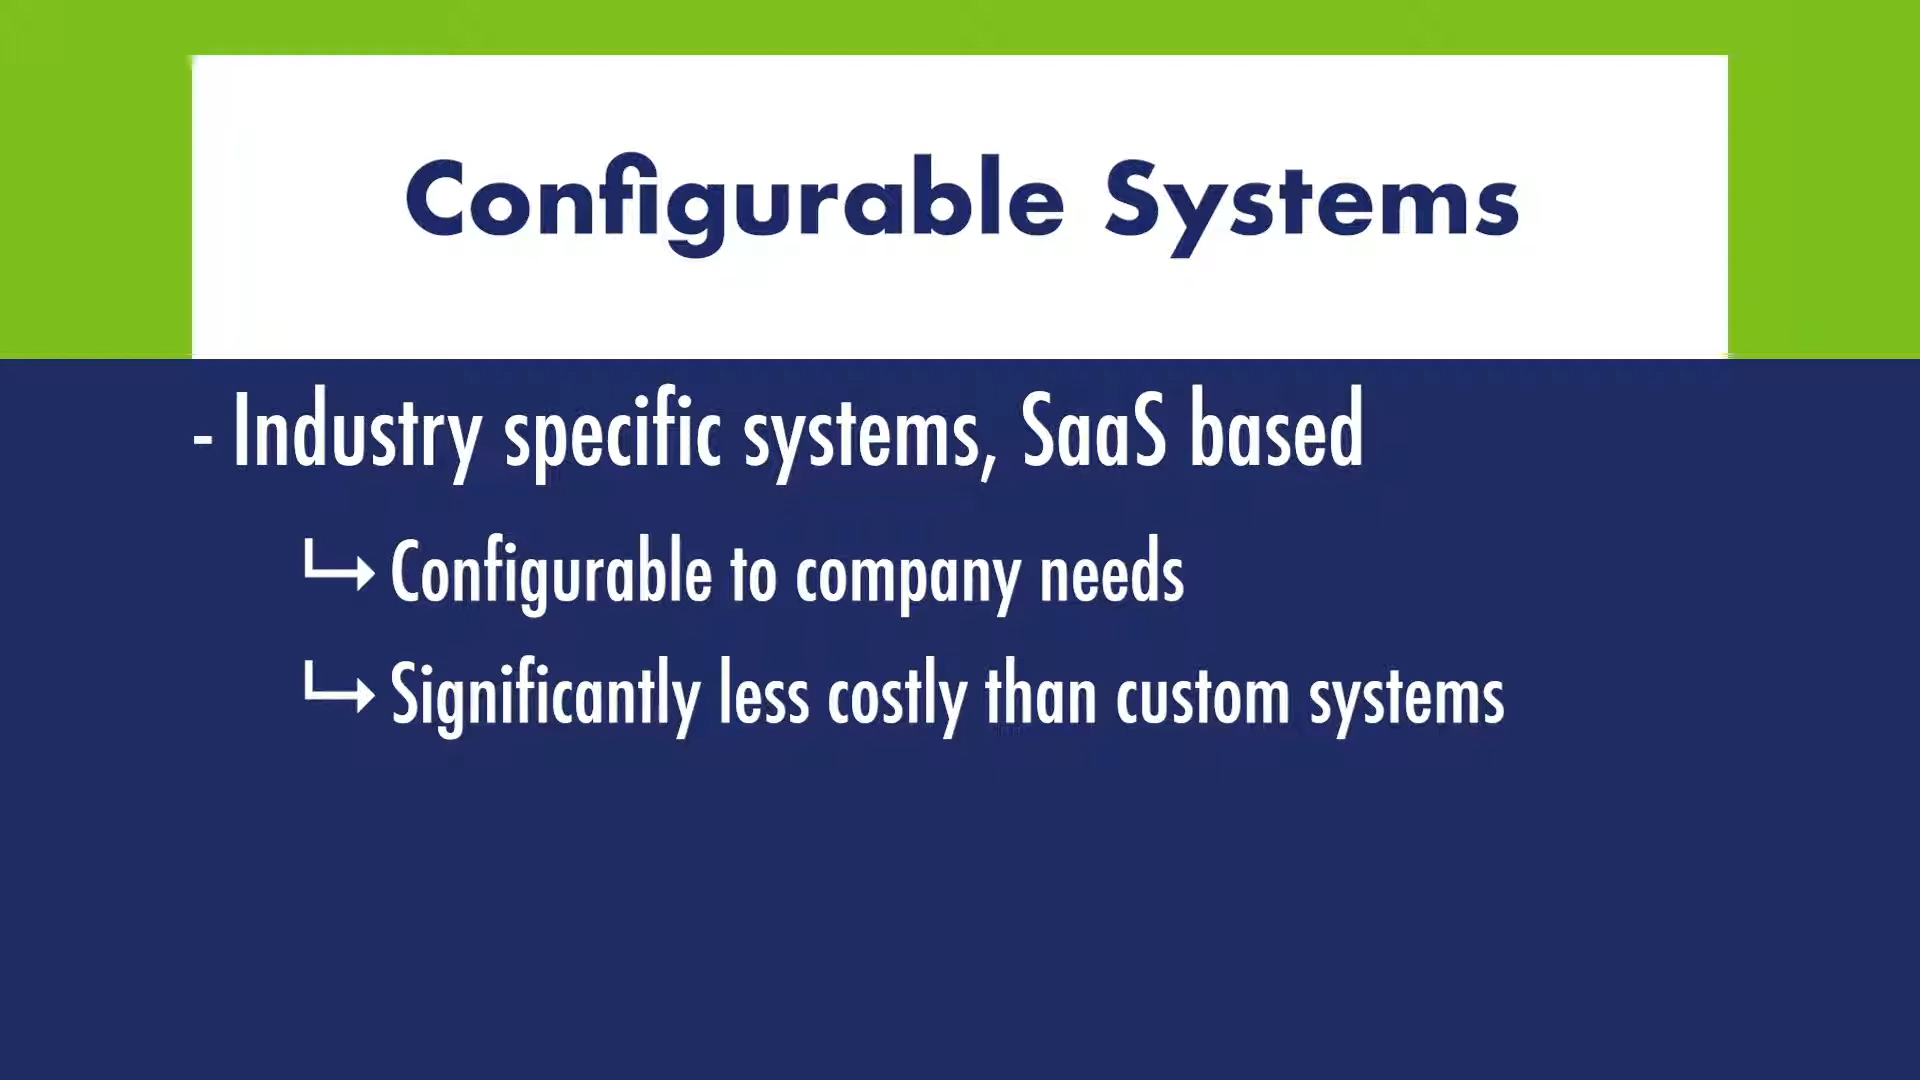 Configurable Systems
- Industry specific systems, SaaS based
↳ Configurable to company needs
↳ Significantly less costly than custom systems